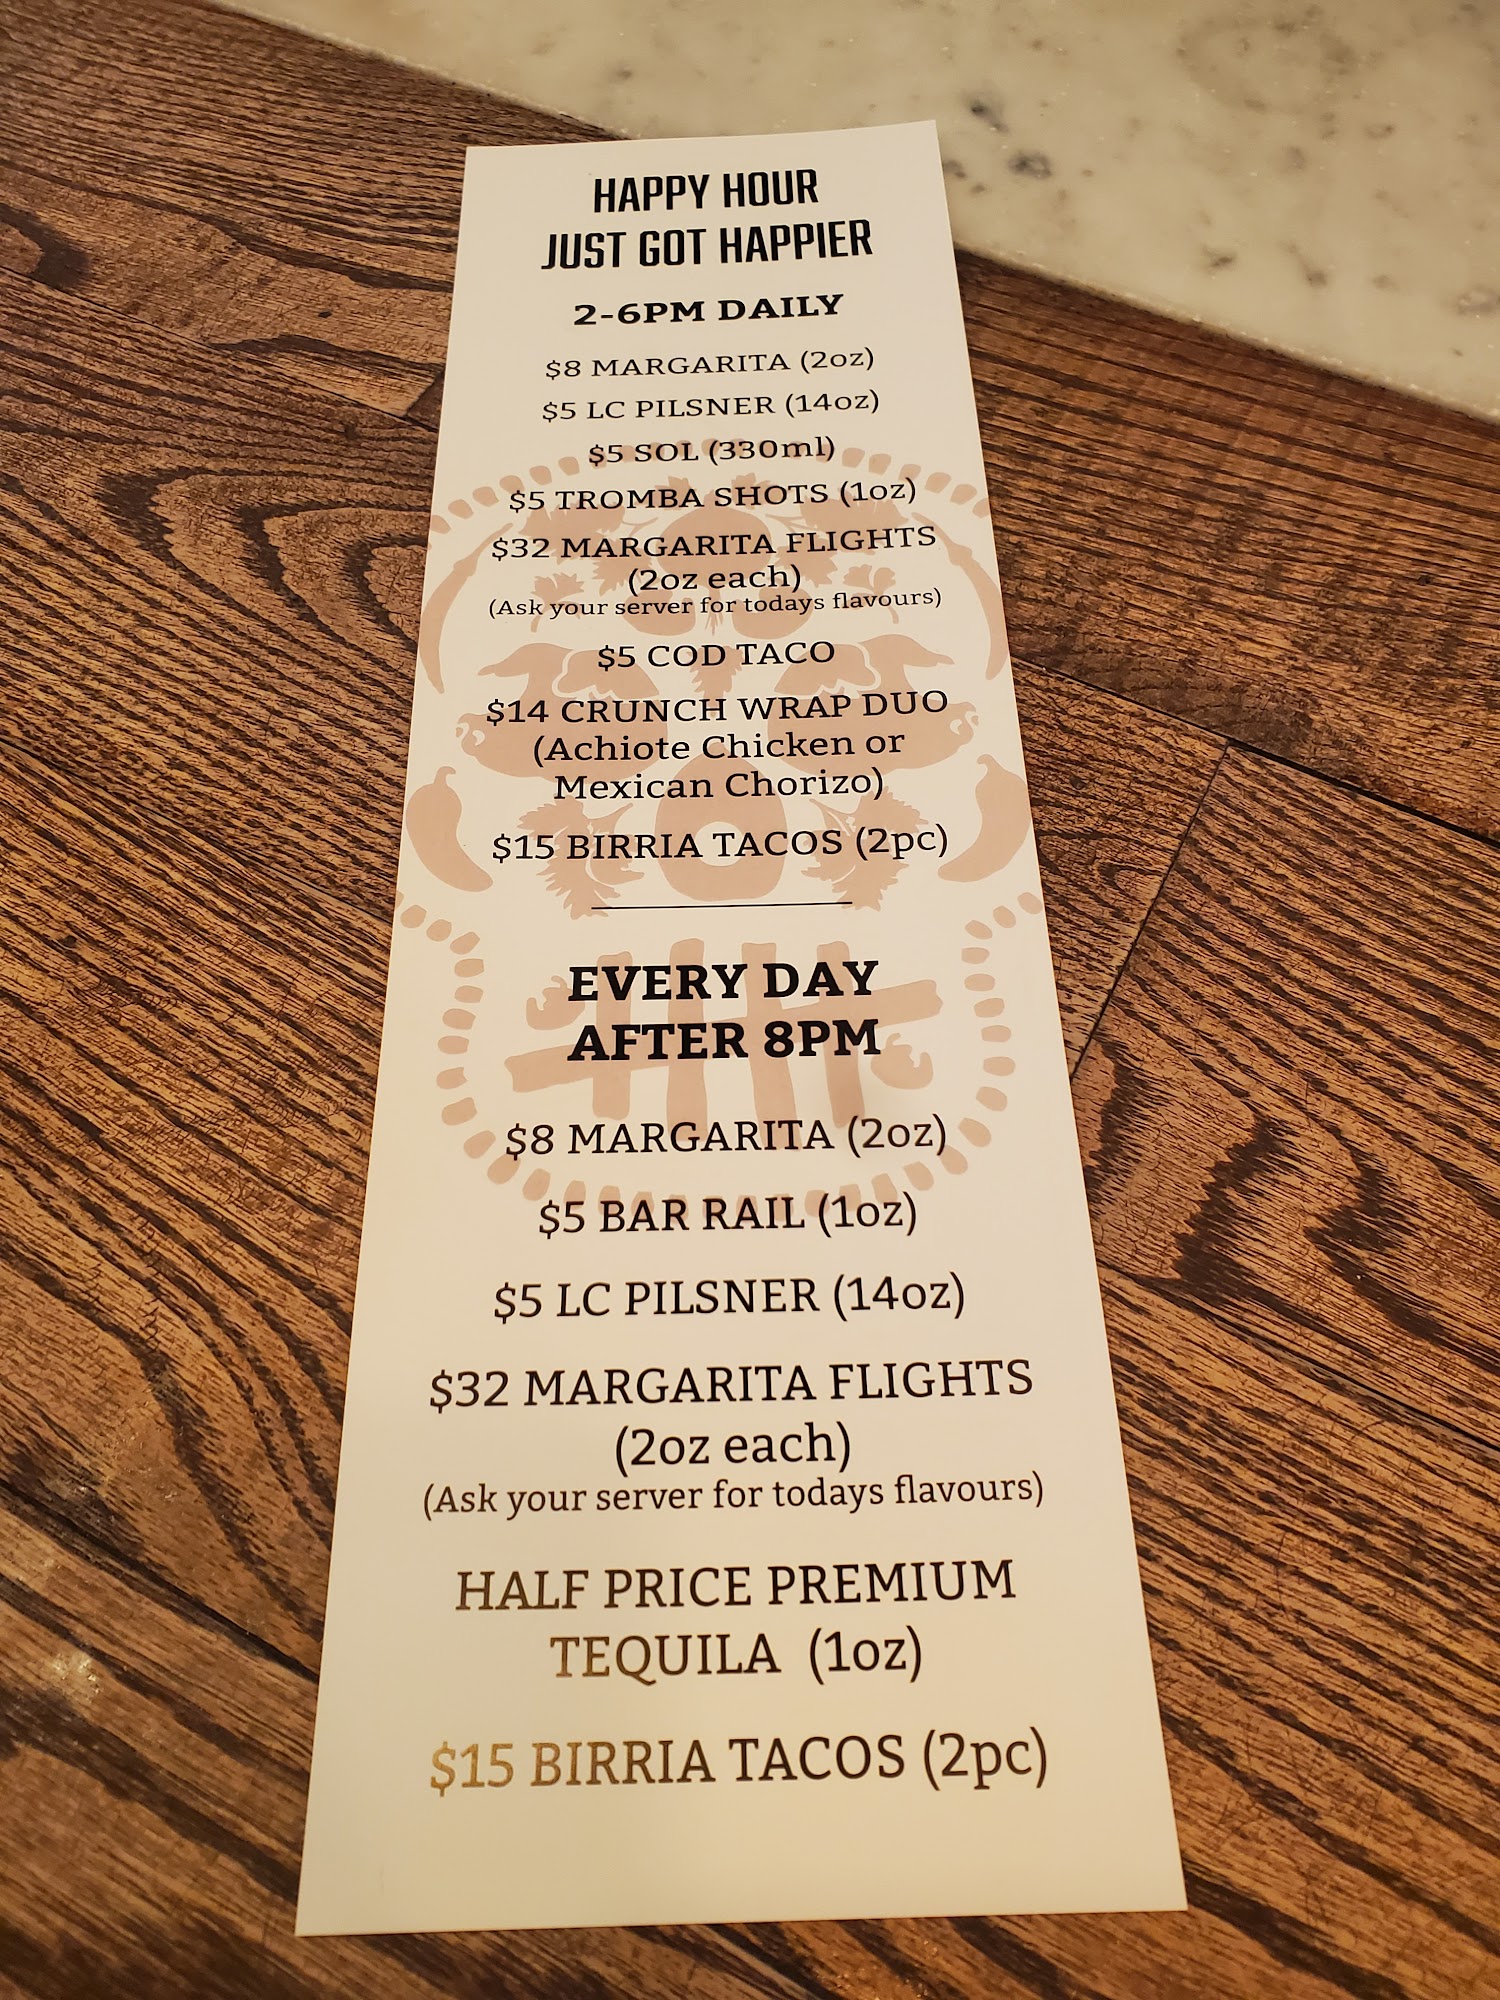 HAPPY HOUR
JUST GOT HAPPIER
2-6PM DAILY
$8 MARGARITA (2oz)
$5 LC PILSNER (14oz)
$5 SOL (330ml)
$5 TROMBA SHOTS (1oz)
$32 MARGARITA FLIGHTS
(2oz each)
(Ask your server for todays flavours)
$5 COD TACO
$14 CRUNCH WRAP DUO
(Achiote Chicken or
Mexican Chorizo)
$15 BIRRIA TACOS (2pc)
EVERY DAY
AFTER 8PM
$8 MARGARITA (2oz)
$5 BAR RAIL (1oz)
$5 LC PILSNER (14oz)
$32 MARGARITA FLIGHTS
(2oz each)
(Ask your server for todays flavours)
HALF PRICE PREMIUM
TEQUILA (1oz)
$15 BIRRIA TACOS (2pc)